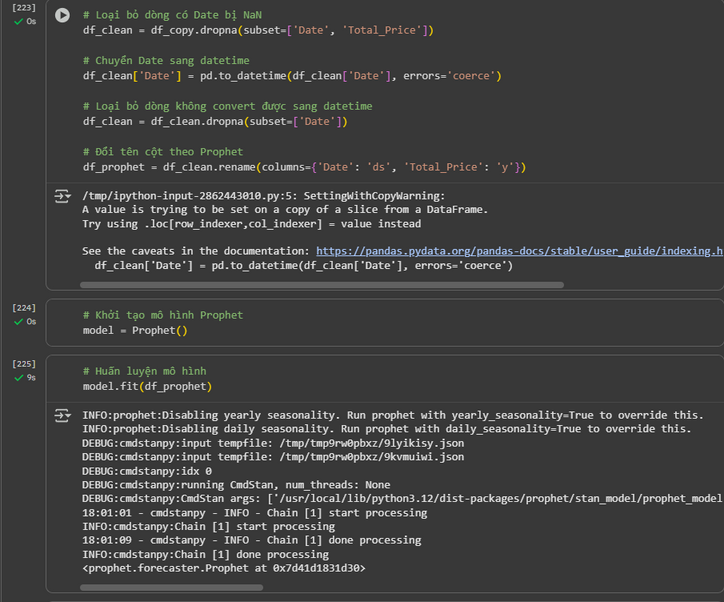 [223]
0s
# Loại bỏ dòng có Date bị NaN
df_clean = df_copy.dropna(subset=['Date', 'Total_Price'])
# Chuyển Date sang datetime
df_clean['Date'] = pd.to_datetime(df_clean['Date'], errors='coerce')
# Loại bỏ dòng không convert được sang datetime
df_clean = df_clean.dropna(subset=['Date'])
# Đổi tên cột theo Prophet
df_prophet = df_clean.rename(columns={'Date': 'ds', 'Total_Price': 'y'})
/tmp/ipython-input-2862443010.py:5: SettingWithCopyWarning:
A value is trying to be set on a copy of a slice from a DataFrame.
Try using .loc[row_indexer,col_indexer] = value instead
See the caveats in the documentation: https://pandas.pydata.org/pandas-docs/stable/user_guide/indexing.h
df_clean['Date'] = pd.to_datetime(df_clean['Date'], errors='coerce')
[224]
0s
# Khởi tạo mô hình Prophet
model = Prophet()
[225]
9s
# Huấn luyện mô hình
model.fit(df_prophet)
INFO:prophet:Disabling yearly seasonality. Run prophet with yearly_seasonality=True to override this.
INFO:prophet:Disabling daily seasonality. Run prophet with daily_seasonality=True to override this.
DEBUG:cmdstanpy:input tempfile: /tmp/tmp9rw0pbxz/9lyikisy.json
DEBUG:cmdstanpy:input tempfile: /tmp/tmp9rw0pbxz/9kvmuiwi.json
DEBUG:cmdstanpy:idx 0
DEBUG:cmdstanpy:running CmdStan, num_threads: None
DEBUG:cmdstanpy:CmdStan args: ['/usr/local/lib/python3.12/dist-packages/prophet/stan_model/prophet_model
18:01:01 - cmdstanpy - INFO - Chain [1] start processing
INFO:cmdstanpy:Chain [1] start processing
18:01:09 - cmdstanpy - INFO - Chain [1] done processing
INFO:cmdstanpy:Chain [1] done processing
<prophet.forecaster.Prophet at 0x7d41d1831d30>